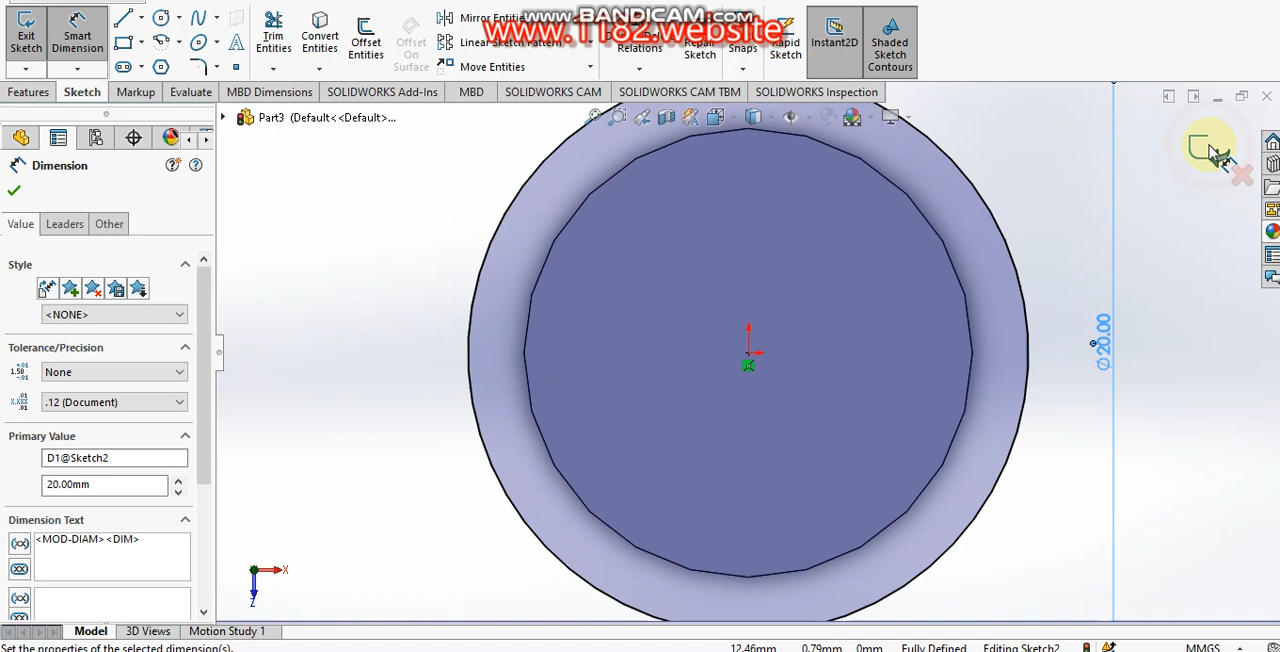 www.BANDICAM.com
www.1182.website
Exit Sketch
Smart Dimension
Trim Entities
Convert Entities
Offset Entities
Offset On Surface
Mirror Entities
Linear Sketch Pattern
Move Entities
Relations
Repair Sketch
Snaps
Rapid Sketch
Instant2D
Shaded Sketch Contours
Features
Sketch
Markup
Evaluate
MBD Dimensions
SOLIDWORKS Add-Ins
MBD
SOLIDWORKS CAM
SOLIDWORKS CAM TBM
SOLIDWORKS Inspection
Part3 (Default<<Default>...
Dimension
Value
Leaders
Other
Style
<NONE>
Tolerance/Precision
None
.12 (Document)
Primary Value
D1@Sketch2
20.00mm
Dimension Text
<MOD-DIAM><DIM>
∅20.00
X
Z
Model
3D Views
Motion Study 1
Set the properties of the selected dimension(s).
12.46mm
0.79mm
0mm
Fully Defined
Editing Sketch2
MMGS